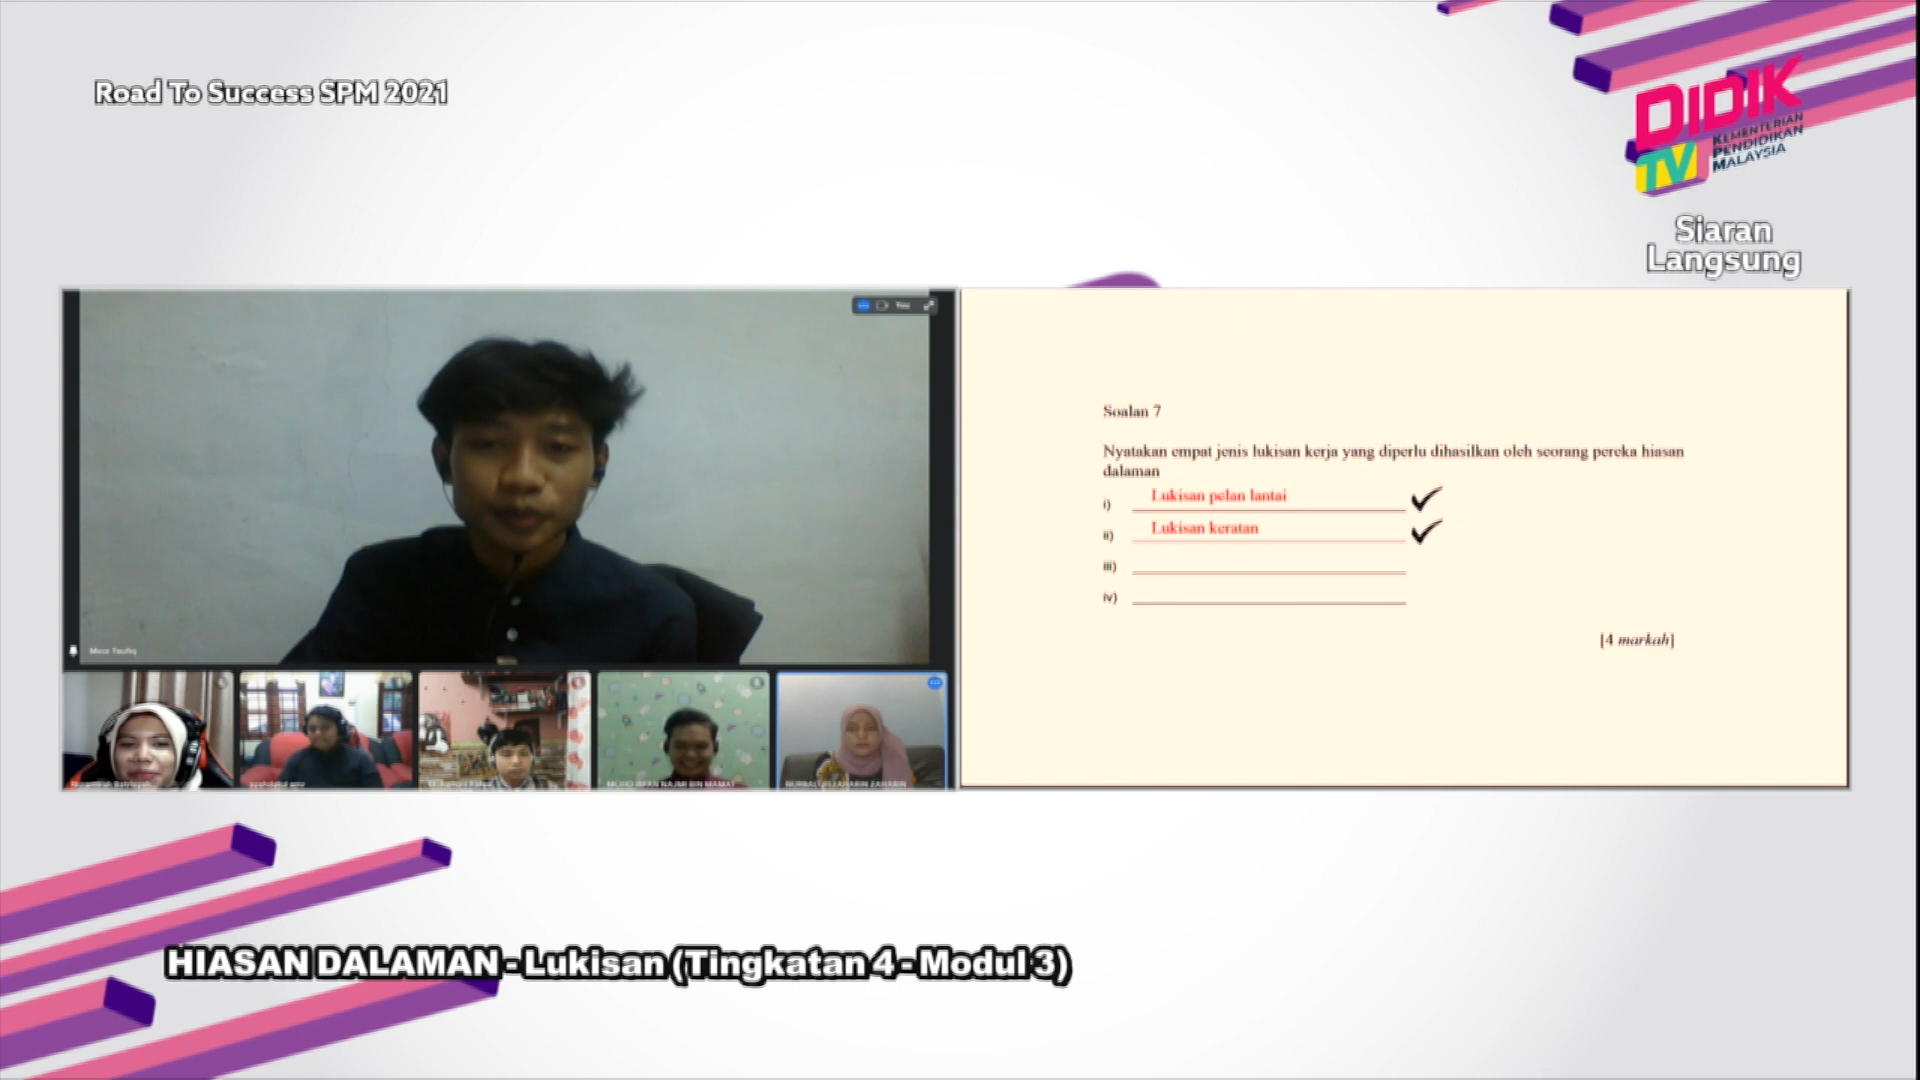 Road To Success SPM 2021
DIDIK
TV
KEMENTERIAN
PENDIDIKAN
MALAYSIA
Siaran
Langsung
You
Soalan 7
Nyatakan empat jenis lukisan kerja yang diperlu dihasilkan oleh seorang pereka hiasan
dalaman
i) Lukisan pelan lantai
ii) Lukisan keratan
iii)
iv)
[4 markah]
HIASAN DALAMAN - Lukisan (Tingkatan 4 - Modul 3)